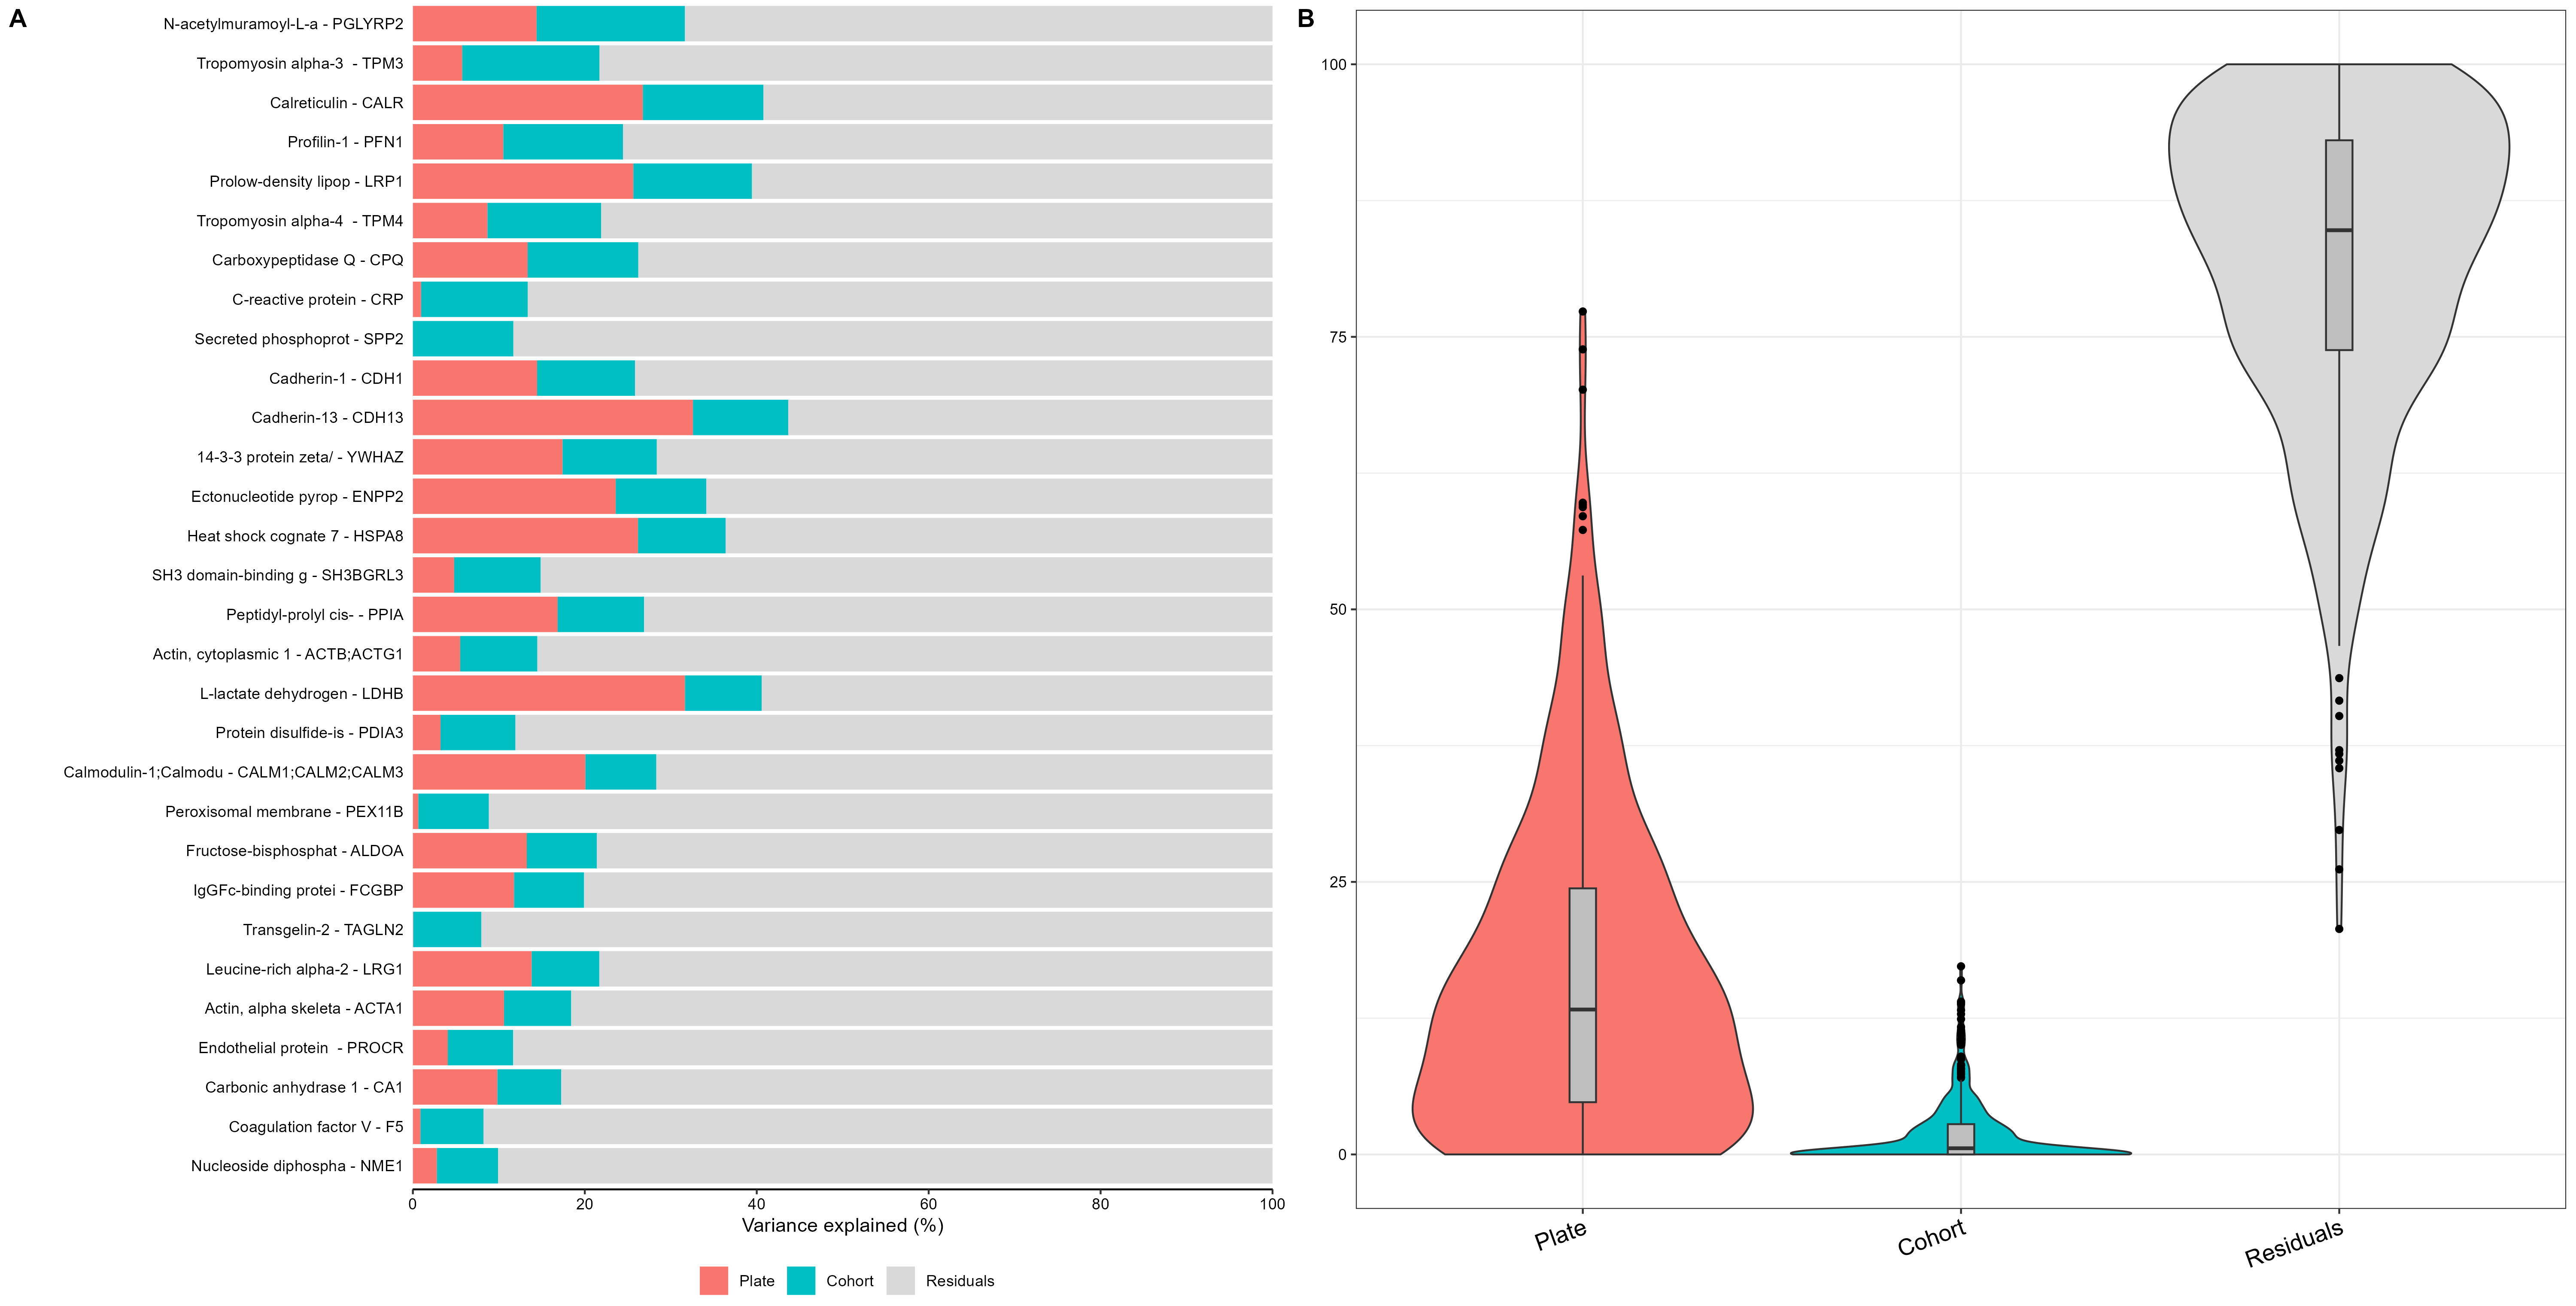 A
N-acetylmuramoyl-L-a - PGLYRP2
Tropomyosin alpha-3  - TPM3
Calreticulin - CALR
Profilin-1 - PFN1
Prolow-density lipop - LRP1
Tropomyosin alpha-4  - TPM4
Carboxypeptidase Q - CPQ
C-reactive protein - CRP
Secreted phosphoprot - SPP2
Cadherin-1 - CDH1
Cadherin-13 - CDH13
14-3-3 protein zeta/ - YWHAZ
Ectonucleotide pyrop - ENPP2
Heat shock cognate 7 - HSPA8
SH3 domain-binding g - SH3BGRL3
Peptidyl-prolyl cis- - PPIA
Actin, cytoplasmic 1 - ACTB;ACTG1
L-lactate dehydrogen - LDHB
Protein disulfide-is - PDIA3
Calmodulin-1;Calmodu - CALM1;CALM2;CALM3
Peroxisomal membrane - PEX11B
Fructose-bisphosphat - ALDOA
IgGFc-binding protei - FCGBP
Transgelin-2 - TAGLN2
Leucine-rich alpha-2 - LRG1
Actin, alpha skeleta - ACTA1
Endothelial protein  - PROCR
Carbonic anhydrase 1 - CA1
Coagulation factor V - F5
Nucleoside diphospha - NME1
0 20 40 60 80 100
Variance explained (%)
Plate Cohort Residuals
B
100
75
50
25
0
Plate Cohort Residuals